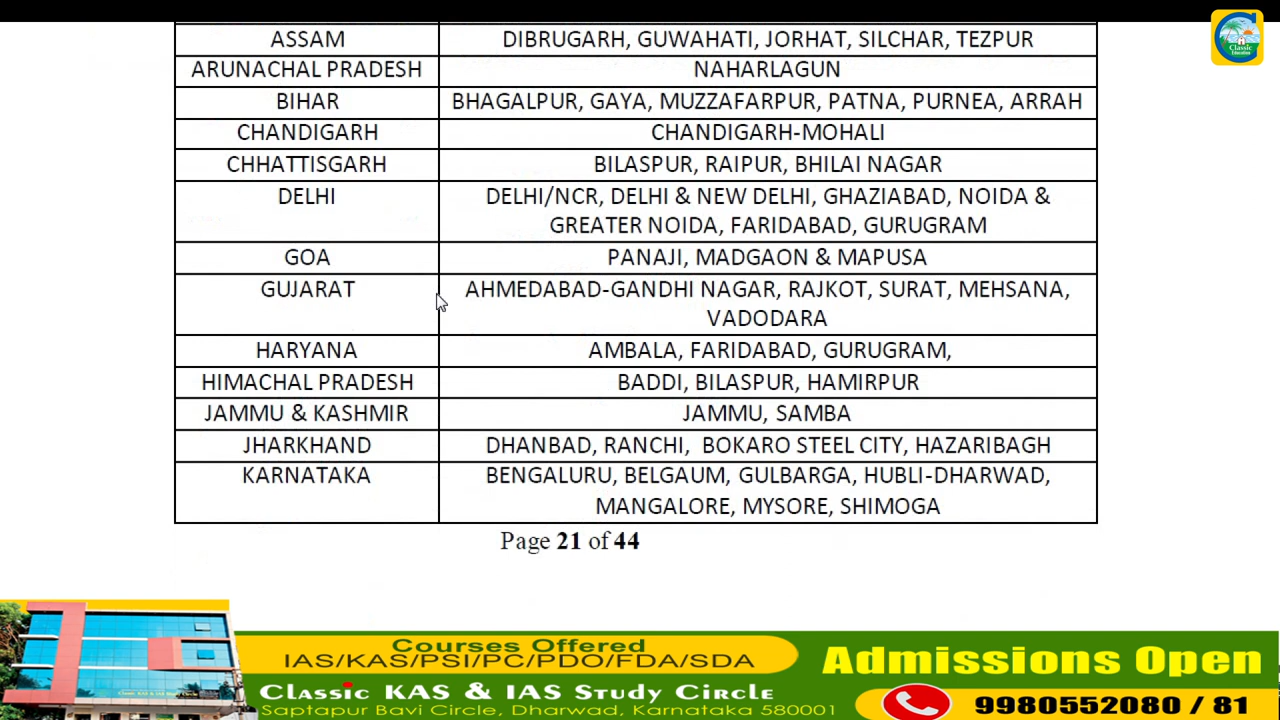 Classic
Education
ASSAM DIBRUGARH, GUWAHATI, JORHAT, SILCHAR, TEZPUR
ARUNACHAL PRADESH NAHARLAGUN
BIHAR BHAGALPUR, GAYA, MUZZAFARPUR, PATNA, PURNEA, ARRAH
CHANDIGARH CHANDIGARH-MOHALI
CHHATTISGARH BILASPUR, RAIPUR, BHILAI NAGAR
DELHI DELHI/NCR, DELHI & NEW DELHI, GHAZIABAD, NOIDA &
GREATER NOIDA, FARIDABAD, GURUGRAM
GOA PANAJI, MADGAON & MAPUSA
GUJARAT AHMEDABAD-GANDHI NAGAR, RAJKOT, SURAT, MEHSANA,
VADODARA
HARYANA AMBALA, FARIDABAD, GURUGRAM,
HIMACHAL PRADESH BADDI, BILASPUR, HAMIRPUR
JAMMU & KASHMIR JAMMU, SAMBA
JHARKHAND DHANBAD, RANCHI, BOKARO STEEL CITY, HAZARIBAGH
KARNATAKA BENGALURU, BELGAUM, GULBARGA, HUBLI-DHARWAD,
MANGALORE, MYSORE, SHIMOGA
Page 21 of 44
Courses Offered
IAS/KAS/PSI/PC/PDO/FDA/SDA
Classic KAS & IAS Study Circle
Saptapur Bavi Circle, Dharwad, Karnataka 580001
Admissions Open
9980552080 / 81